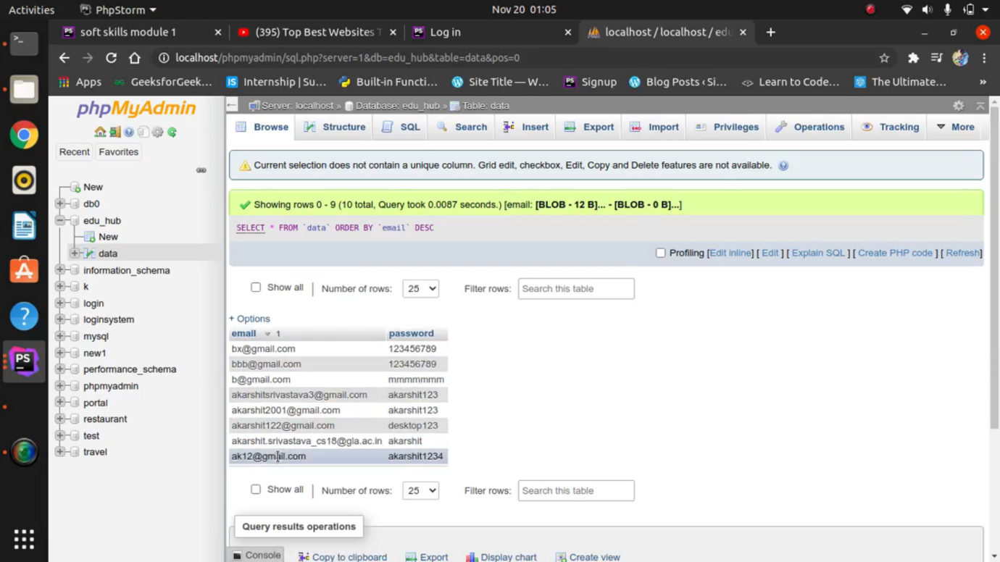 Activities PhpStorm Nov 20 01:05
soft skills module 1 (395) Top Best Websites T Log in localhost / localhost / edu
localhost/phpmyadmin/sql.php?server=1&db=edu_hub&table=data&pos=0
Apps GeeksforGeek... Internship | Su... Built-in Functi... Site Title — W... Signup Blog Posts ‹ Si... Learn to Code... The Ultimate... »
phpMyAdmin
Recent Favorites
New
db0
edu_hub
New
data
information_schema
k
login
loginsystem
mysql
new1
performance_schema
phpmyadmin
portal
restaurant
test
travel
Server: localhost » Database: edu_hub » Table: data
Browse Structure SQL Search Insert Export Import Privileges Operations Tracking More
Current selection does not contain a unique column. Grid edit, checkbox, Edit, Copy and Delete features are not available.
Showing rows 0 - 9 (10 total, Query took 0.0087 seconds.) [email: [BLOB - 12 B]... - [BLOB - 0 B]...]
SELECT * FROM `data` ORDER BY `email` DESC
Profiling [Edit inline] [ Edit ] [ Explain SQL ] [ Create PHP code ] [ Refresh]
Show all Number of rows: 25 Filter rows: Search this table
+ Options
email 1 password
bx@gmail.com 123456789
bbb@gmail.com 123456789
b@gmail.com mmmmmmm
akarshitsrivastava3@gmail.com akarshit123
akarshit2001@gmail.com akarshit123
akarshit122@gmail.com desktop123
akarshit.srivastava_cs18@gla.ac.in akarshit
ak12@gmail.com akarshit1234
Show all Number of rows: 25 Filter rows: Search this table
Query results operations
Console Copy to clipboard Export Display chart Create view